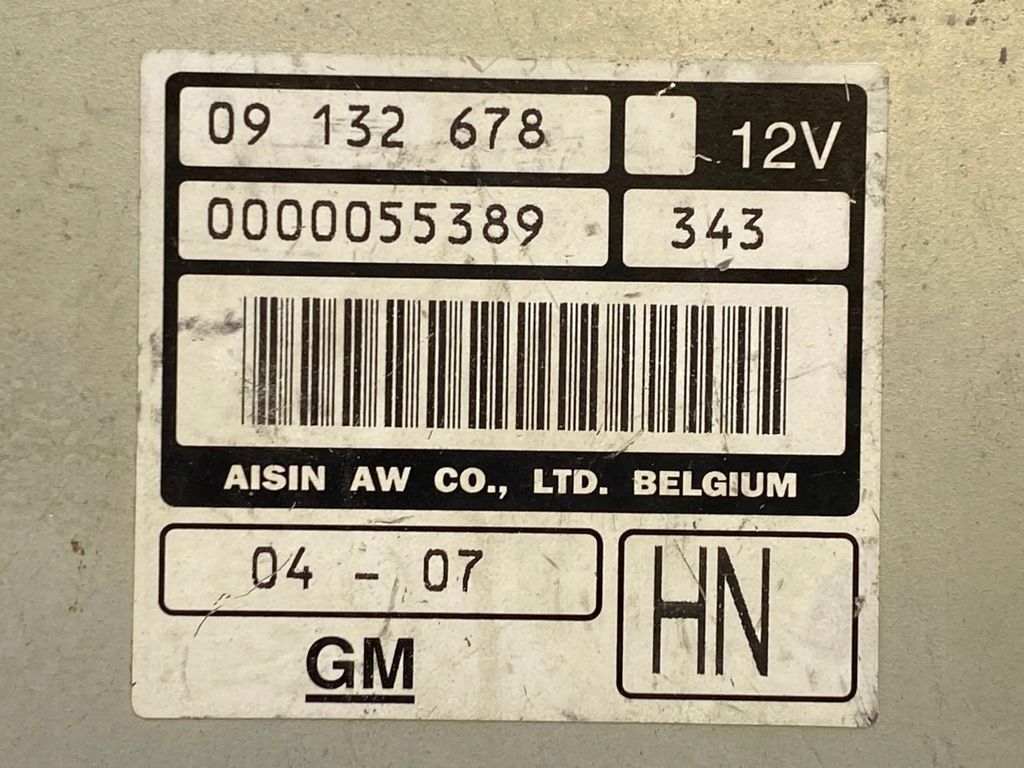 09 132 678
12V
0000055389
343
AISIN AW CO., LTD. BELGIUM
04 - 07
HN
GM